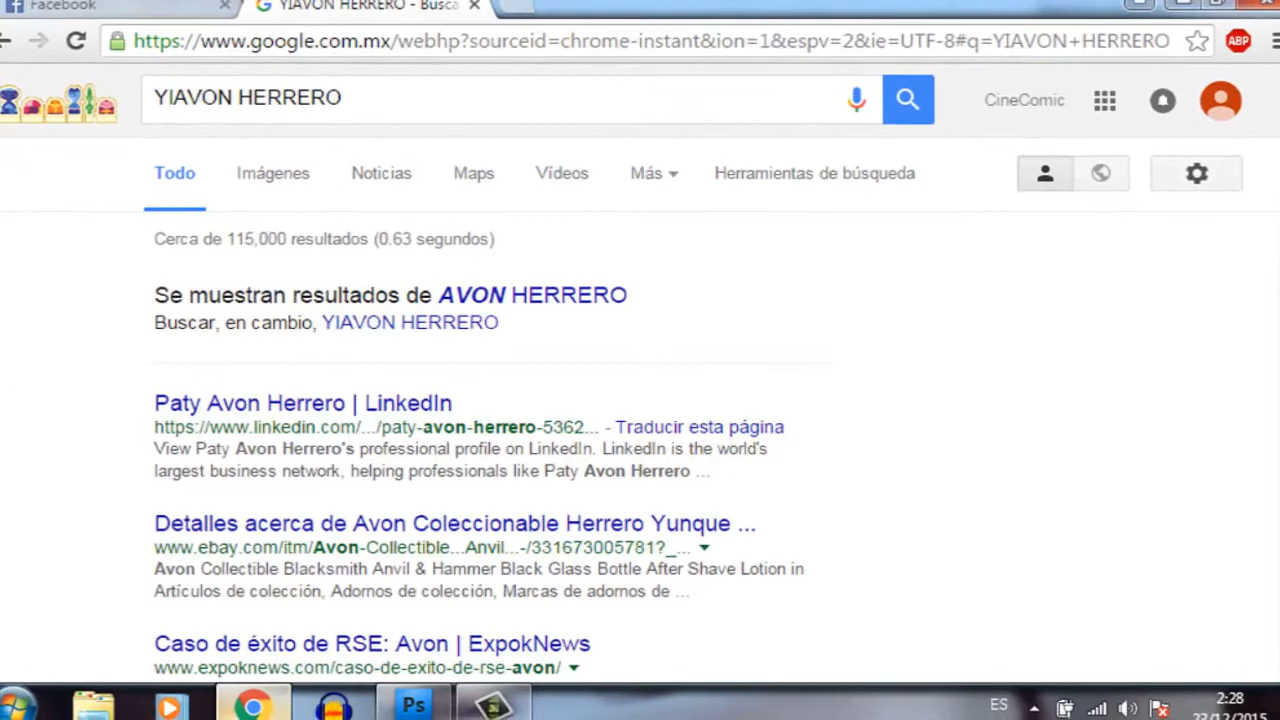 Facebook
YIAVON HERRERO - Busca
https://www.google.com.mx/webhp?sourceid=chrome-instant&ion=1&espv=2&ie=UTF-8#q=YIAVON+HERRERO
ABP
YIAVON HERRERO
CineComic
Todo Imágenes Noticias Maps Vídeos Más Herramientas de búsqueda
Cerca de 115,000 resultados (0.63 segundos)
Se muestran resultados de AVON HERRERO
Buscar, en cambio, YIAVON HERRERO
Paty Avon Herrero | LinkedIn
https://www.linkedin.com/.../paty-avon-herrero-5362... - Traducir esta página
View Paty Avon Herrero's professional profile on LinkedIn. LinkedIn is the world's
largest business network, helping professionals like Paty Avon Herrero ...
Detalles acerca de Avon Coleccionable Herrero Yunque ...
www.ebay.com/itm/Avon-Collectible...Anvil...-/331673005781?_...
Avon Collectible Blacksmith Anvil & Hammer Black Glass Bottle After Shave Lotion in
Artículos de colección, Adornos de colección, Marcas de adornos de ...
Caso de éxito de RSE: Avon | ExpokNews
www.expoknews.com/caso-de-exito-de-rse-avon/
Ps
ES
2:28
23/12/2015